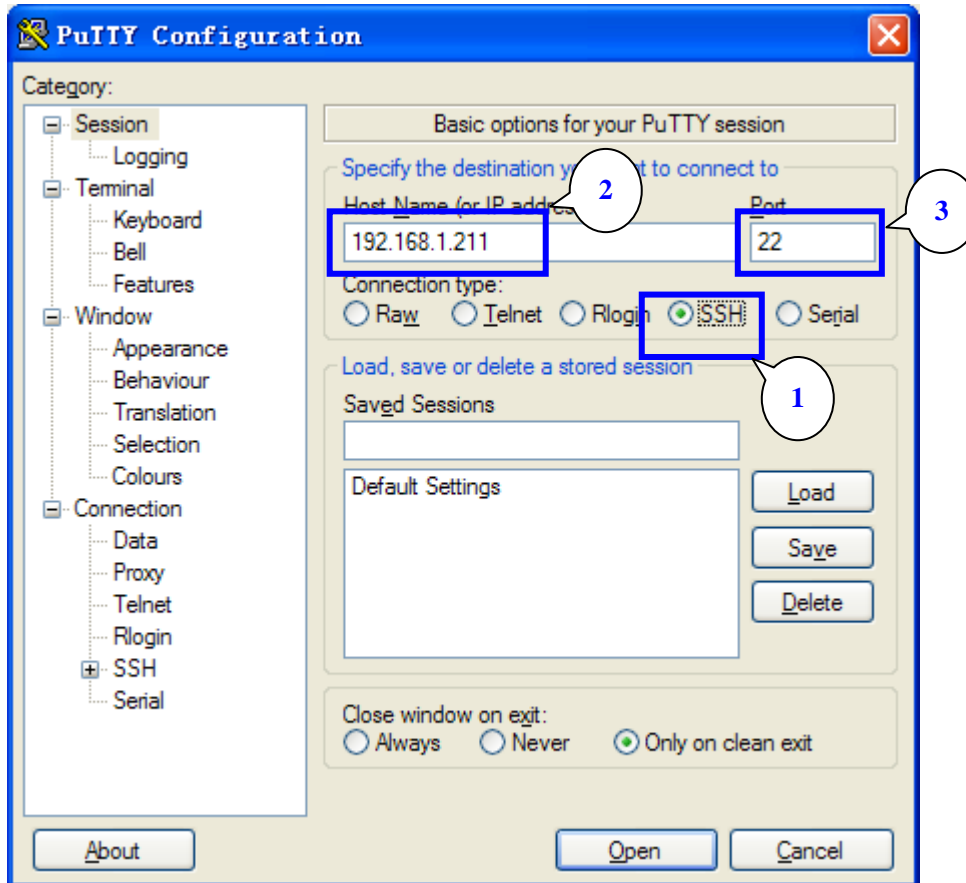 PuTTY Configuration
Category:
Session
Logging
Terminal
Keyboard
Bell
Features
Window
Appearance
Behaviour
Translation
Selection
Colours
Connection
Data
Proxy
Telnet
Rlogin
SSH
Serial
Basic options for your PuTTY session
Specify the destination y t to connect to
2
Host Name (or IP addres Port
3
192.168.1.211 22
Connection type:
Raw Telnet Rlogin SSH Serial
1
Load, save or delete a stored session
Saved Sessions
Default Settings
Load
Save
Delete
Close window on exit:
Always Never Only on clean exit
About Open Cancel